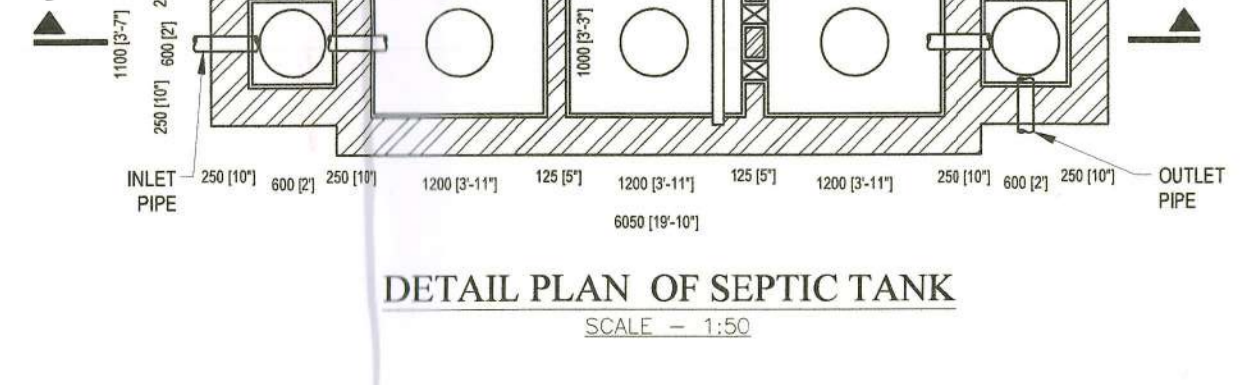 1100 [3'-7"]
600 [2']
250 [10"]
1000 [3'-3"]
INLET
PIPE
250 [10"] 600 [2'] 250 [10"] 1200 [3'-11"] 125 [5"] 1200 [3'-11"] 125 [5"] 1200 [3'-11"] 250 [10"] 600 [2'] 250 [10"]
OUTLET
PIPE
6050 [19'-10"]
DETAIL PLAN OF SEPTIC TANK
SCALE - 1:50